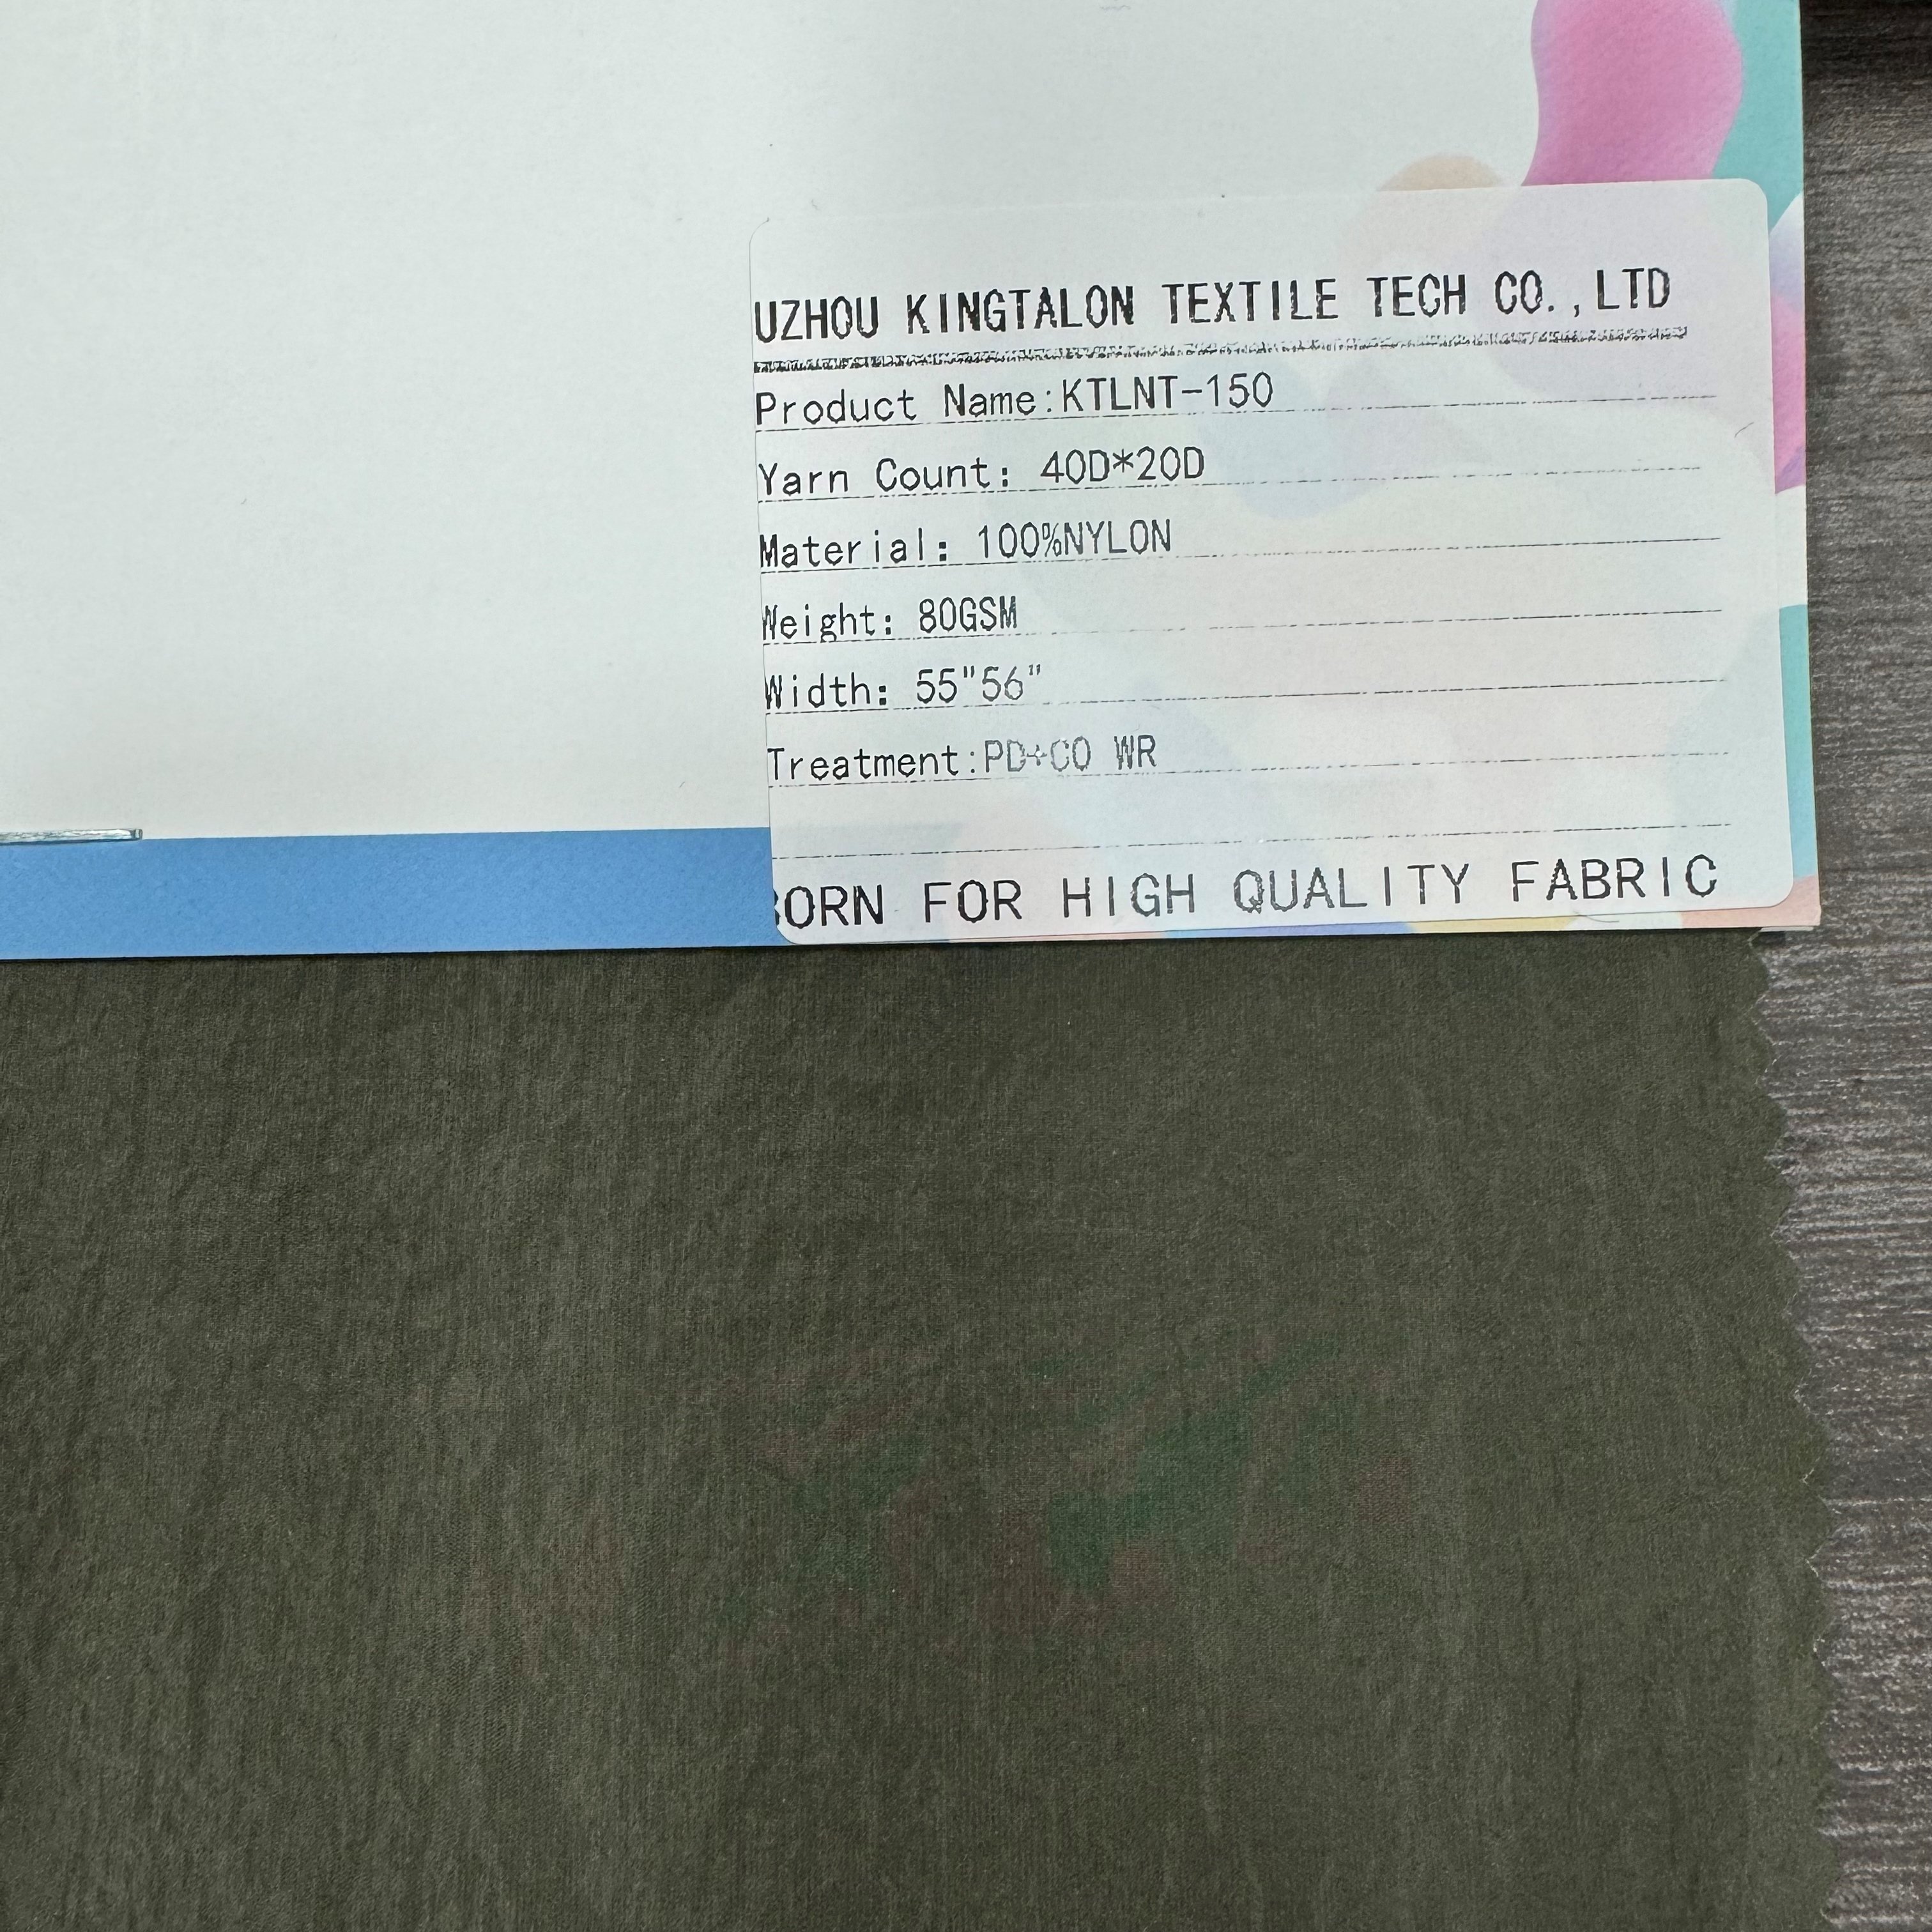 UZHOU KINGTALON TEXTILE TECH CO.,LTD
Product Name:KTLNT-150
Yarn Count: 40D*20D
Material: 100%NYLON
Weight: 80GSM
Width: 55"56"
Treatment:PD+CO WR
ORN FOR HIGH QUALITY FABRIC